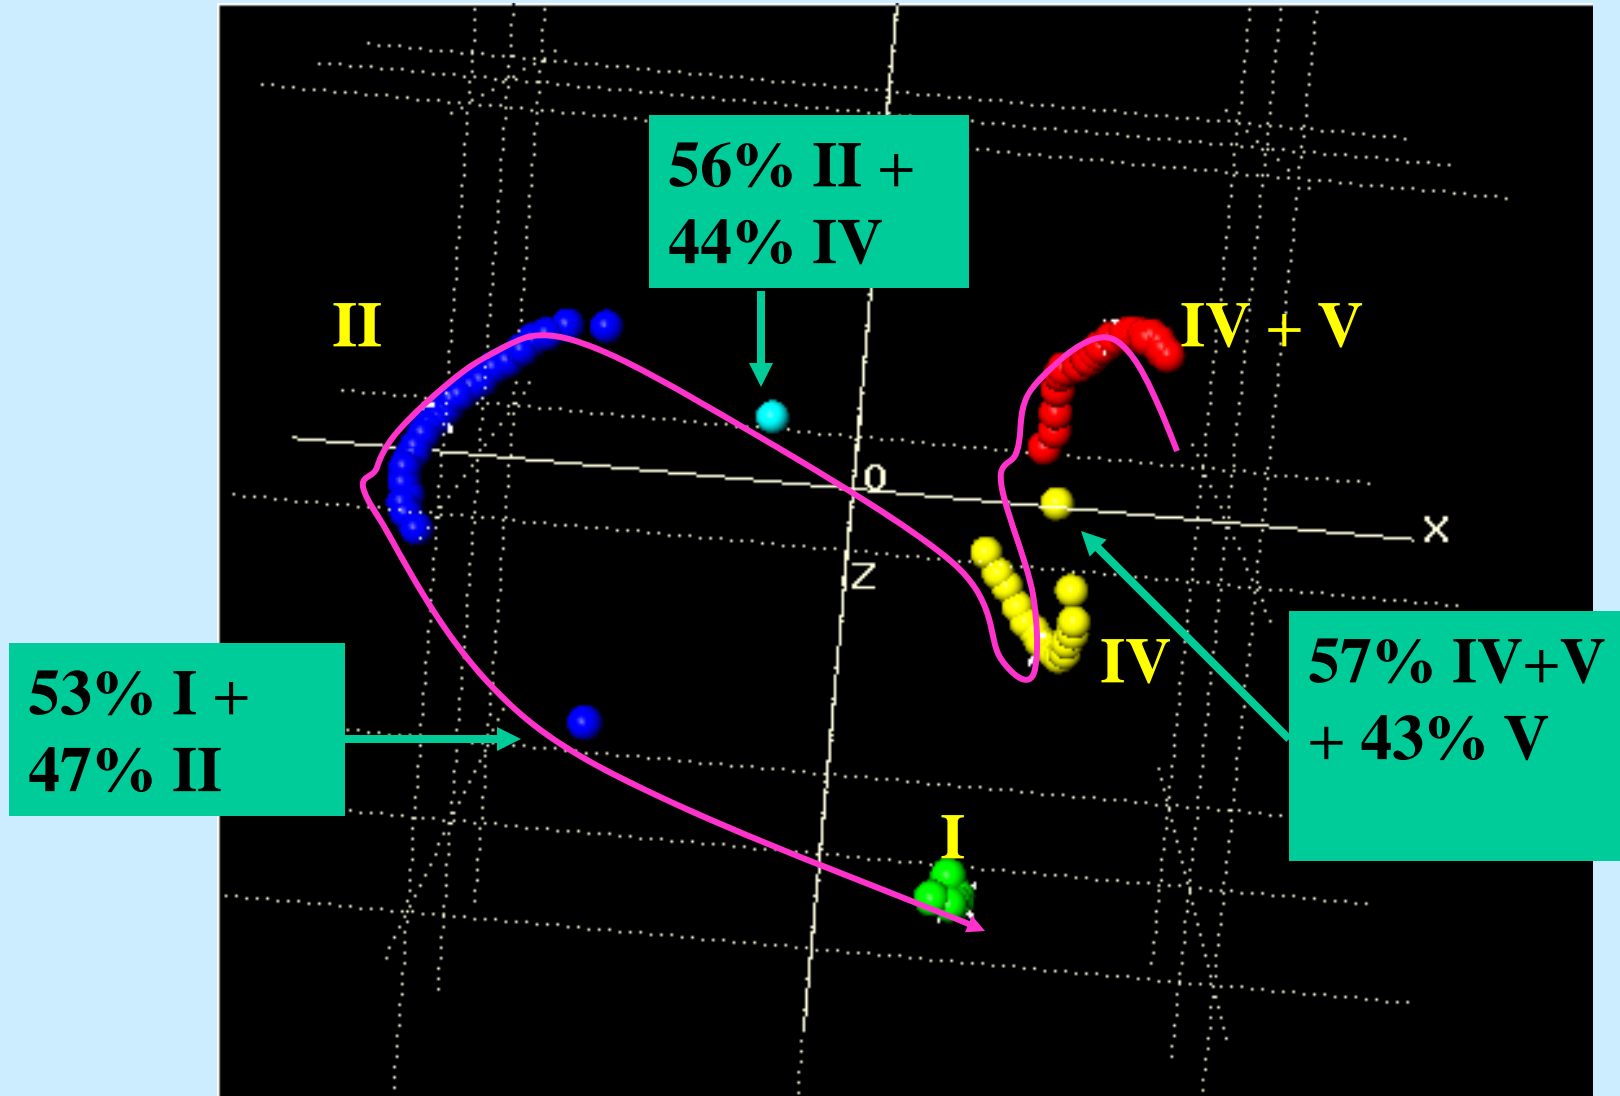 56% II +
44% IV
II
IV + V
0
X
Z
IV
53% I +
47% II
57% IV+V
+ 43% V
I